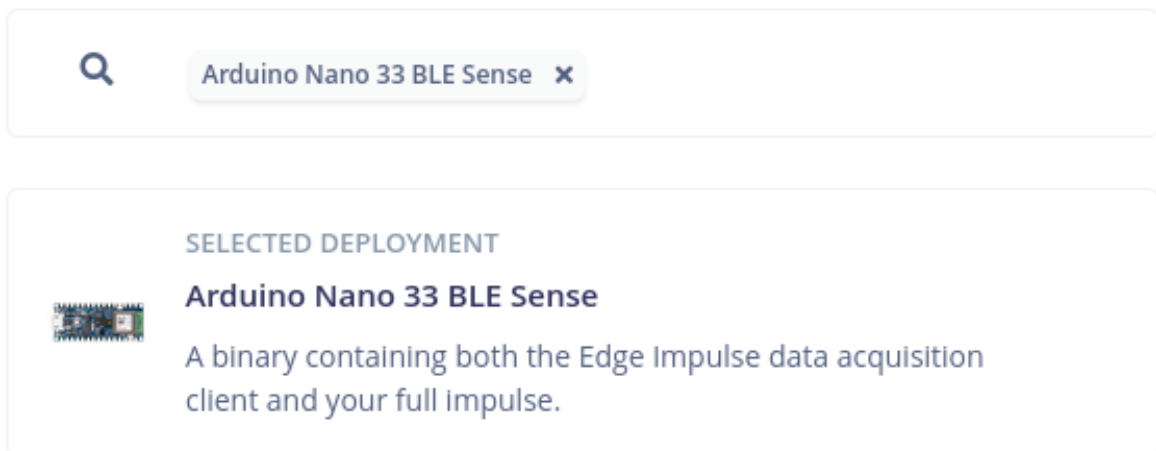 Arduino Nano 33 BLE Sense
SELECTED DEPLOYMENT
Arduino Nano 33 BLE Sense
A binary containing both the Edge Impulse data acquisition
client and your full impulse.